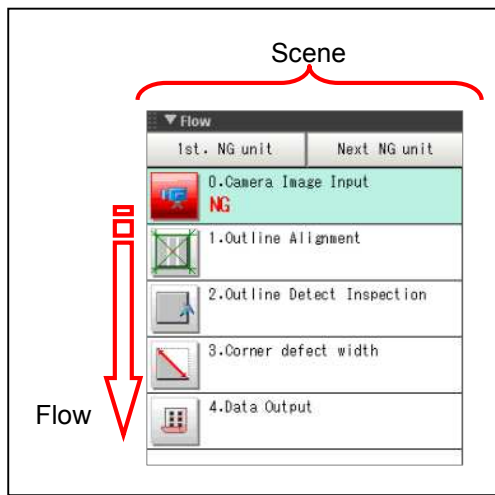 Scene
▼ Flow
1st. NG unit
Next NG unit
0.Camera Image Input
NG
1.Outline Alignment
2.Outline Detect Inspection
3.Corner defect width
4.Data Output
Flow